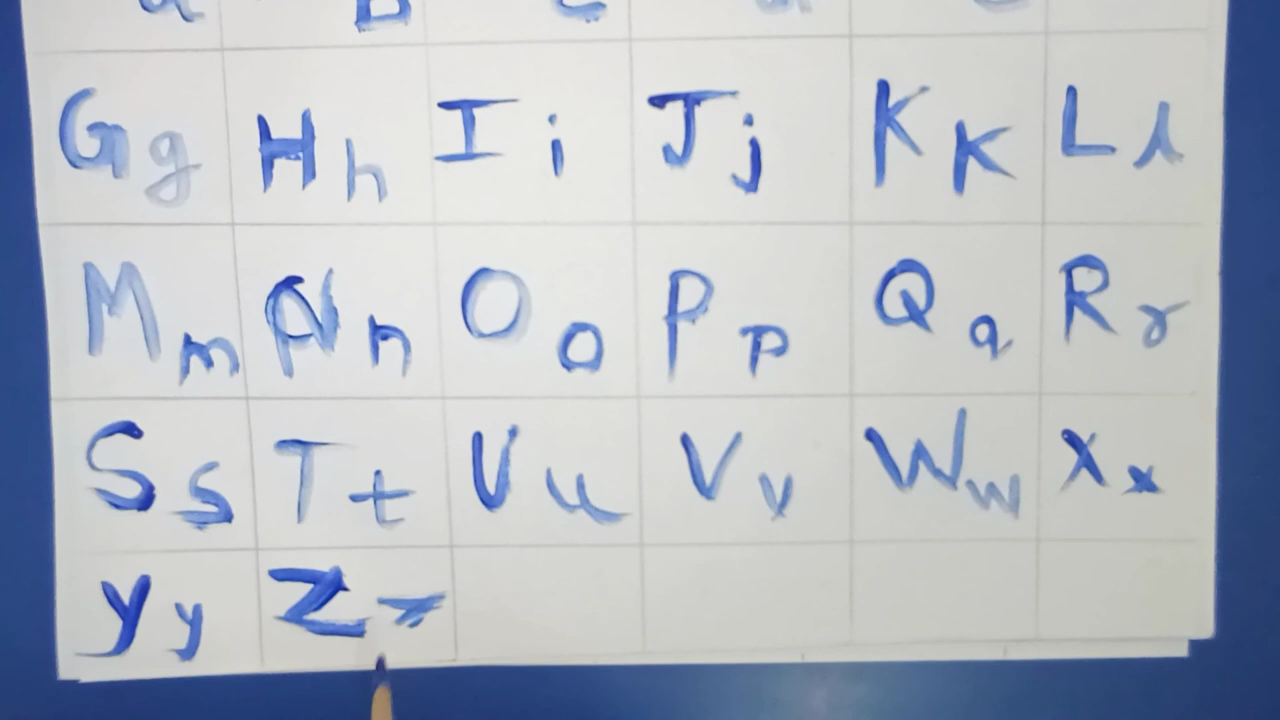 Gg Hh Ii Jj Kk Ll
Mm Nn Oo Pp Qq Rr
Ss Tt Uu Vv Ww Xx
Yy Z